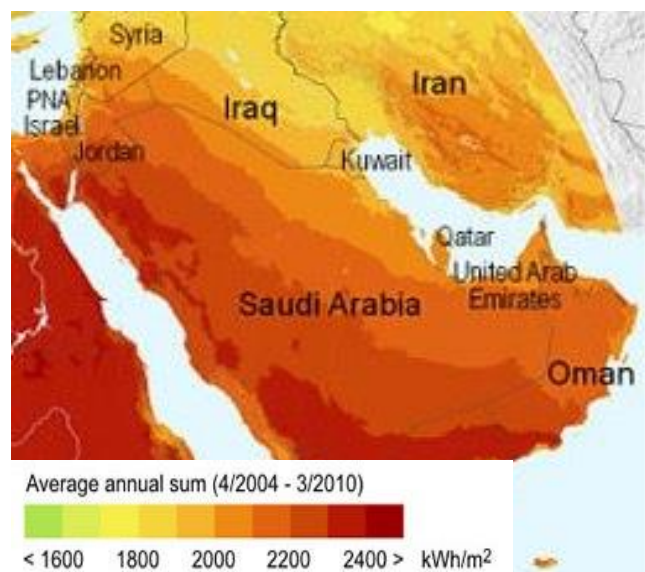 Syria
Lebanon
PNA
Israel
Jordan
Iraq
Iran
Kuwait
Qatar
United Arab
Emirates
Saudi Arabia
Oman
Average annual sum (4/2004 - 3/2010)
< 1600 1800 2000 2200 2400 > kWh/m²